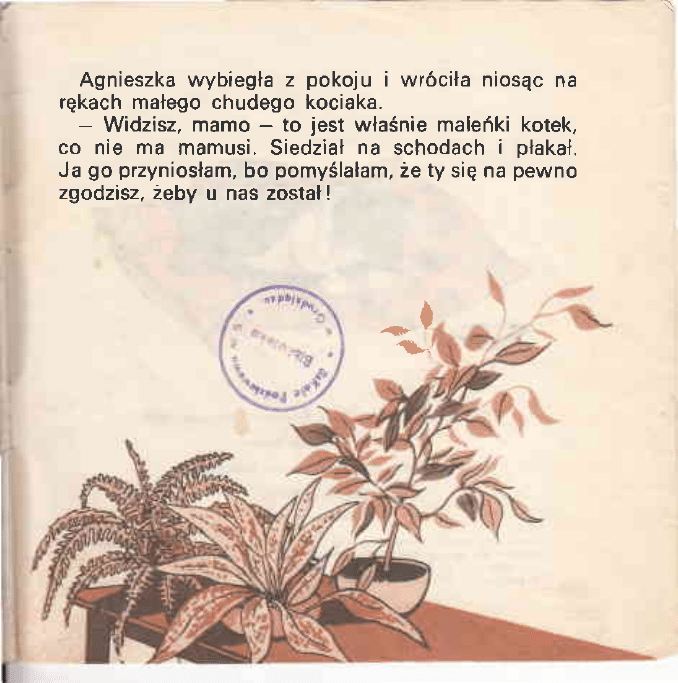 Agnieszka wybiegła z pokoju i wróciła niosąc na
rękach małego chudego kociaka.
— Widzisz, mamo — to jest właśnie maleńki kotek,
co nie ma mamusi. Siedział na schodach i płakał.
Ja go przyniosłam, bo pomyślałam, że ty się na pewno
zgodzisz, żeby u nas został!
Biblioteka